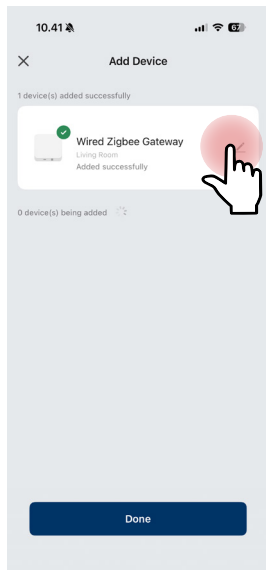 10.41
67
Add Device
1 device(s) added successfully
Wired Zigbee Gateway
Living Room
Added successfully
0 device(s) being added
Done